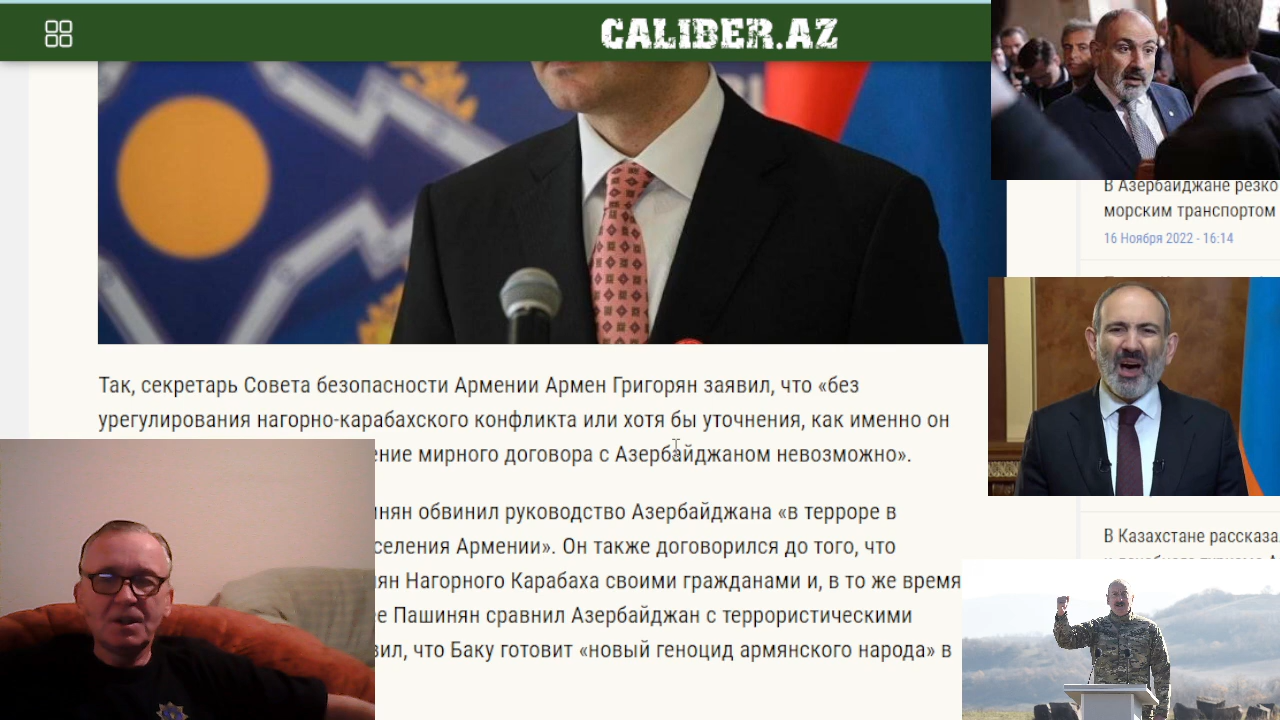 CALIBER.AZ
В Азербайджане резко
морским транспортом
16 Ноября 2022 - 16:14
Так, секретарь Совета безопасности Армении Армен Григорян заявил, что «без
урегулирования нагорно-карабахского конфликта или хотя бы уточнения, как именно он
ение мирного договора с Азербайджаном невозможно».
нян обвинил руководство Азербайджана «в терроре в
селения Армении». Он также договорился до того, что
ян Нагорного Карабаха своими гражданами и, в то же время
е Пашинян сравнил Азербайджан с террористическими
вил, что Баку готовит «новый геноцид армянского народа» в
В Казахстане рассказа